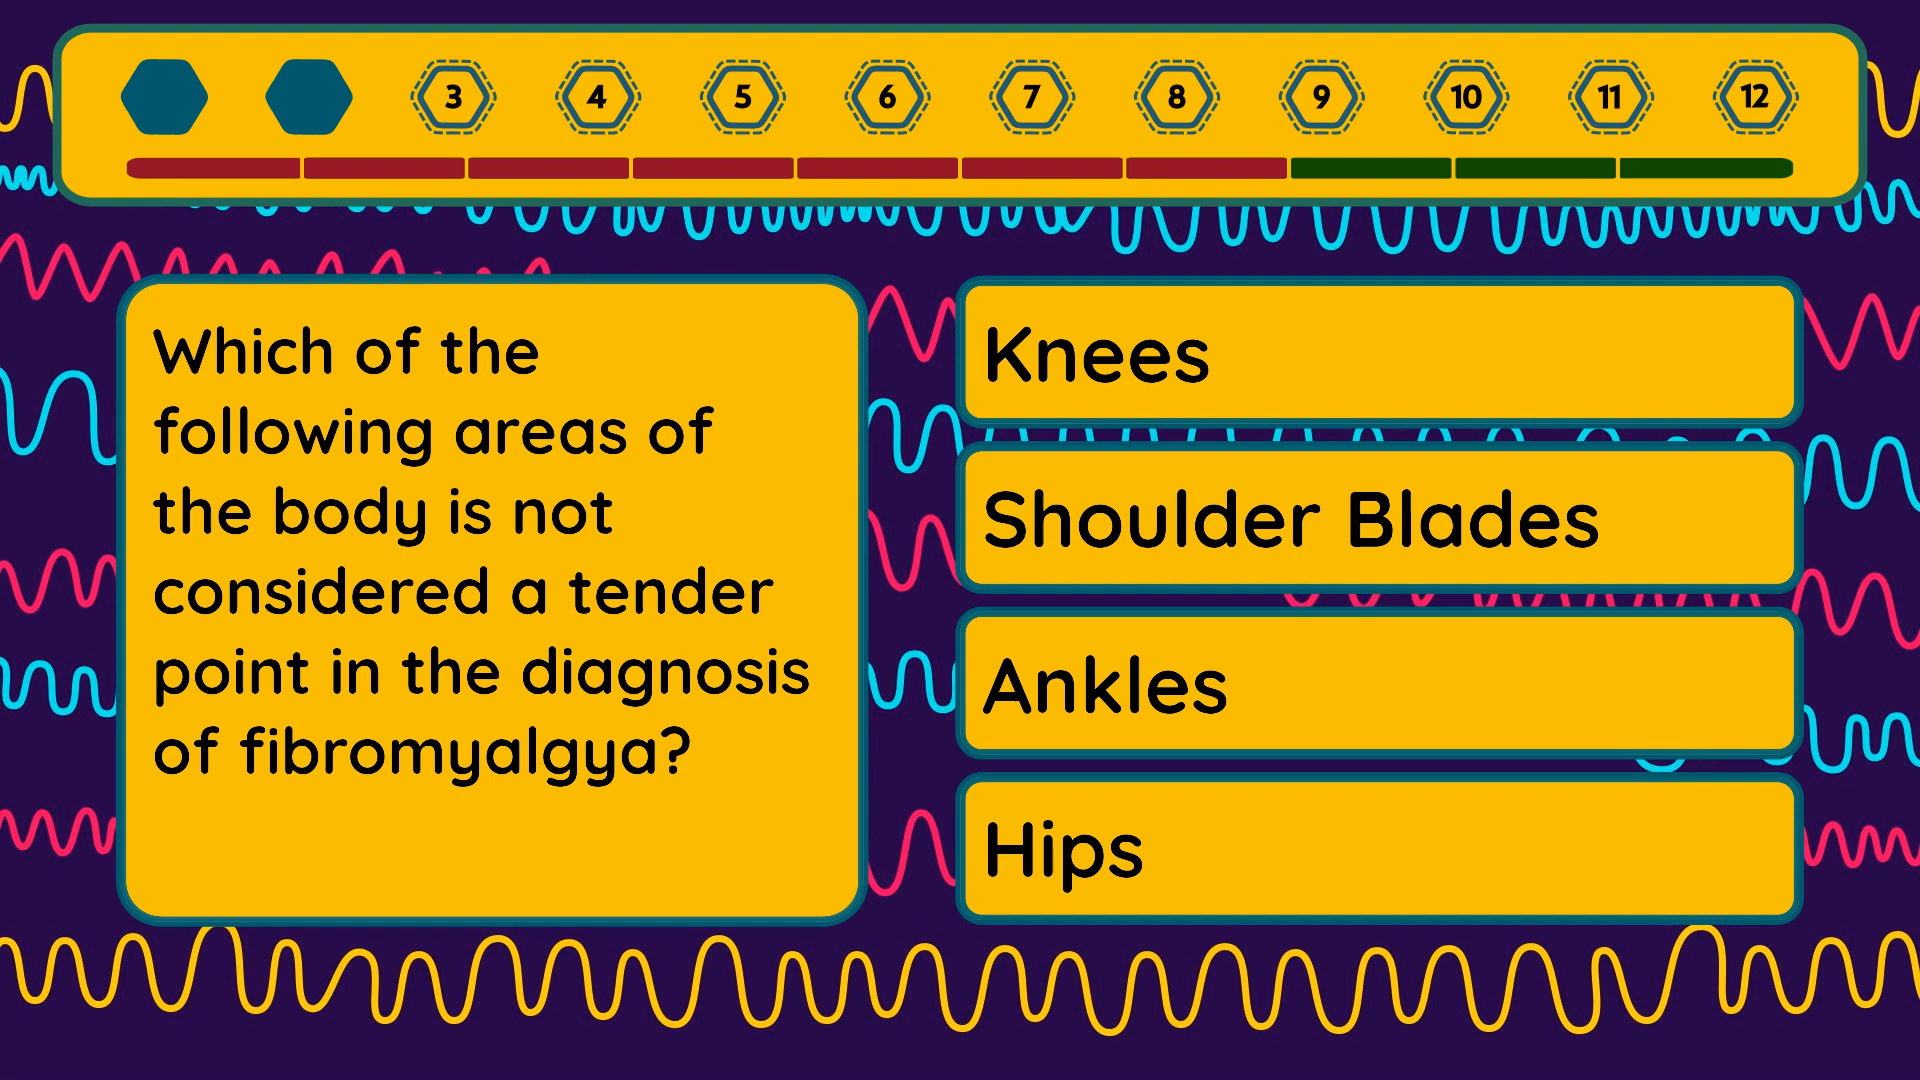 3 4 5 6 7 8 9 10 11 12
Which of the
following areas of
the body is not
considered a tender
point in the diagnosis
of fibromyalgya?
Knees
Shoulder Blades
Ankles
Hips